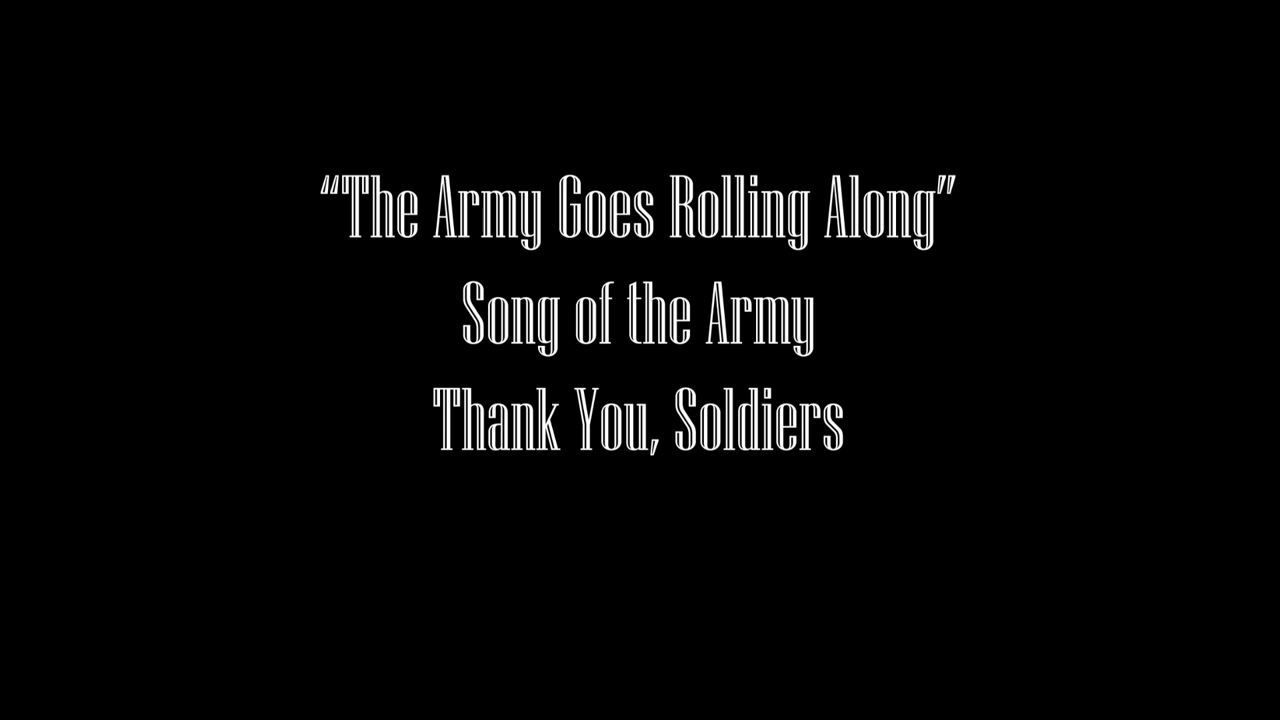 “The Army Goes Rolling Along”
Song of the Army
Thank You, Soldiers